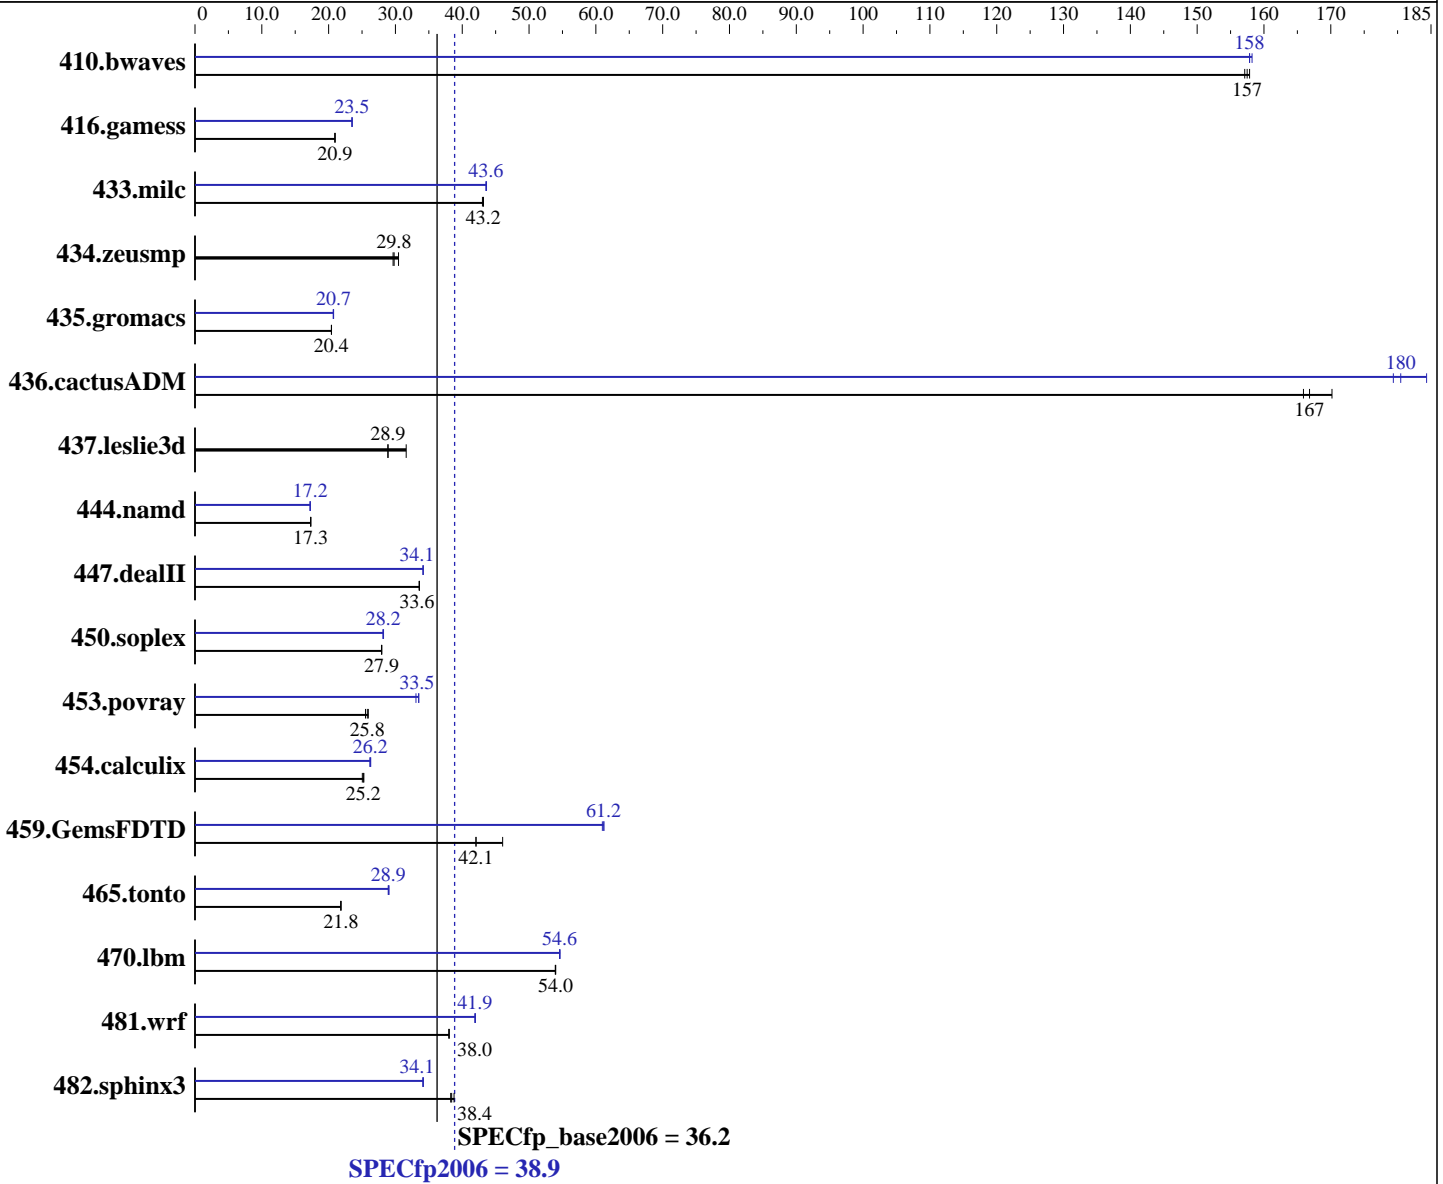 0 10.0 20.0 30.0 40.0 50.0 60.0 70.0 80.0 90.0 100 110 120 130 140 150 160 170 185
158
410.bwaves
157
23.5
416.gamess
20.9
43.6
433.milc
43.2
29.8
434.zeusmp
20.7
435.gromacs
20.4
180
436.cactusADM
167
28.9
437.leslie3d
17.2
444.namd
17.3
34.1
447.dealII
33.6
28.2
450.soplex
27.9
33.5
453.povray
25.8
26.2
454.calculix
25.2
61.2
459.GemsFDTD
42.1
28.9
465.tonto
21.8
54.6
470.lbm
54.0
41.9
481.wrf
38.0
34.1
482.sphinx3
38.4
SPECfp_base2006 = 36.2
SPECfp2006 = 38.9